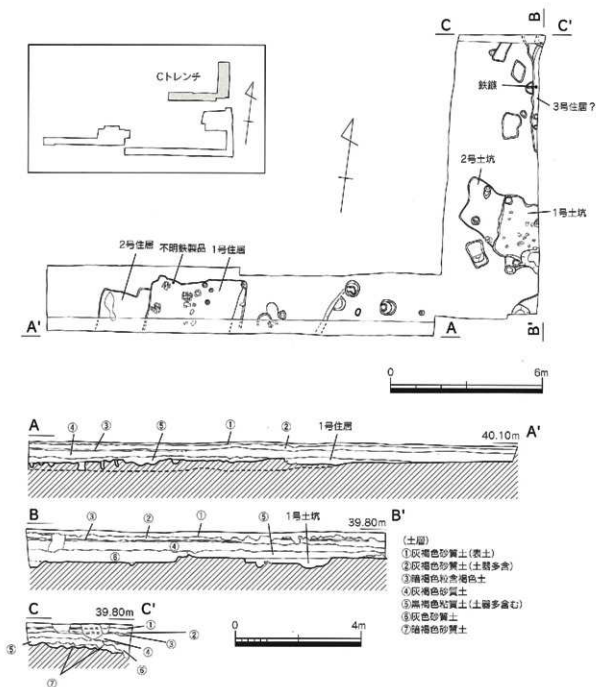 C B C'
Cトレンチ
鉄鏃
3号住居?
2号土坑
1号土坑
2号住居 不明鉄製品 1号住居
A' A B'
0 6m
A ④ ③ ⑤ ① ② 1号住居 40.10m A'
B ③ ② ① ⑤ 1号土坑 39.80m B'
④
⑥
C 39.80m C'
①
②
③
④
⑤
⑥
⑦
0 4m
(土層)
①灰褐色砂質土(表土)
②灰褐色砂質土(土器多含)
③暗褐色粒含褐色土
④灰褐色砂質土
⑤黒褐色粘質土(土器多含む)
⑥灰色砂質土
⑦暗褐色砂質土